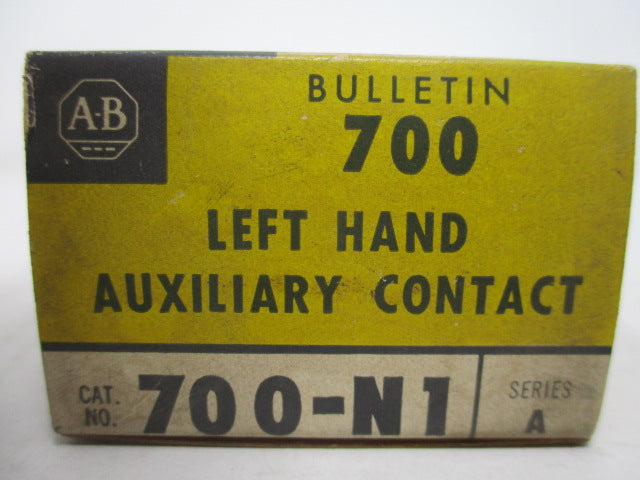 A-B
BULLETIN
700
LEFT HAND
AUXILIARY CONTACT
CAT. NO. 700-N1
SERIES A